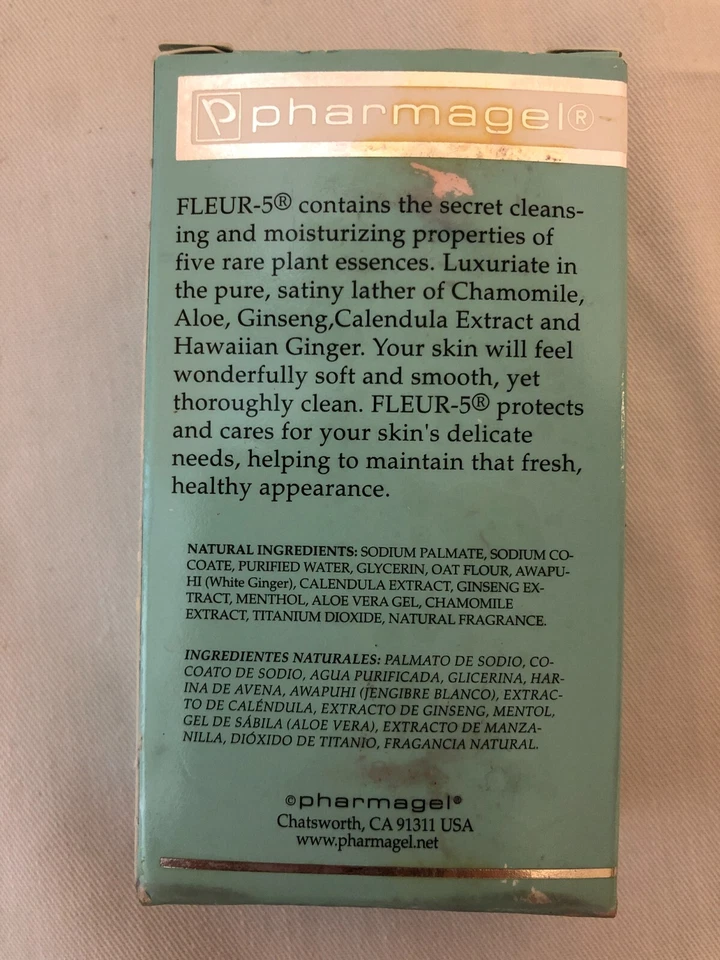 pharmagel®
FLEUR-5® contains the secret cleans-
ing and moisturizing properties of
five rare plant essences. Luxuriate in
the pure, satiny lather of Chamomile,
Aloe, Ginseng,Calendula Extract and
Hawaiian Ginger. Your skin will feel
wonderfully soft and smooth, yet
thoroughly clean. FLEUR-5® protects
and cares for your skin's delicate
needs, helping to maintain that fresh,
healthy appearance.
NATURAL INGREDIENTS: SODIUM PALMATE, SODIUM CO-
COATE, PURIFIED WATER, GLYCERIN, OAT FLOUR, AWAPU-
HI (White Ginger), CALENDULA EXTRACT, GINSENG EX-
TRACT, MENTHOL, ALOE VERA GEL, CHAMOMILE
EXTRACT, TITANIUM DIOXIDE, NATURAL FRAGRANCE.
INGREDIENTES NATURALES: PALMATO DE SODIO, CO-
COATO DE SODIO, AGUA PURIFICADA, GLICERINA, HAR-
INA DE AVENA, AWAPUHI (JENGIBRE BLANCO), EXTRAC-
TO DE CALÉNDULA, EXTRACTO DE GINSENG, MENTOL,
GEL DE SÁBILA (ALOE VERA), EXTRACTO DE MANZA-
NILLA, DIÓXIDO DE TITANIO, FRAGANCIA NATURAL.
©pharmagel®
Chatsworth, CA 91311 USA
www.pharmagel.net